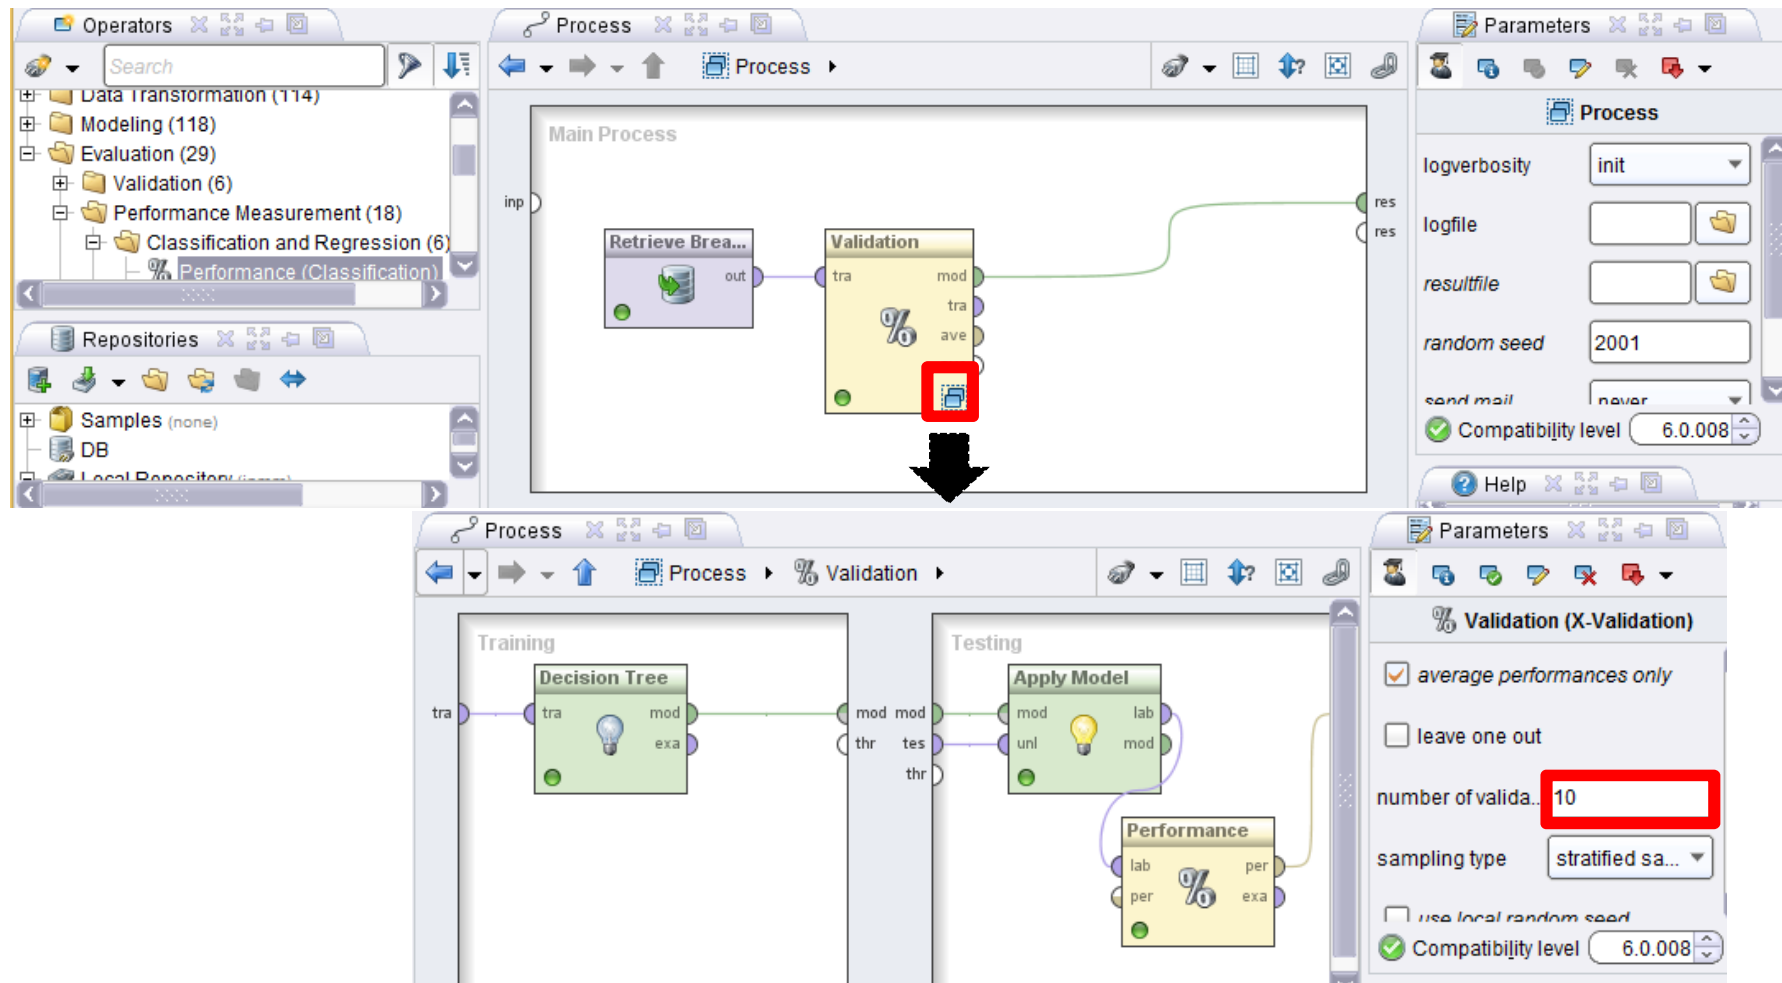 Operators
Search
Data Transformation (114)
Modeling (118)
Evaluation (29)
Validation (6)
Performance Measurement (18)
Classification and Regression (6)
Performance (Classification)
Repositories
Samples (none)
DB
Local Repository
Process
Process
Main Process
inp
Retrieve Brea...
out
Validation
tra
mod
tra
ave
res
res
Parameters
Process
logverbosity
init
logfile
resultfile
random seed
2001
send mail
never
Compatibility level
6.0.008
Help
Process
Process
Validation
Training
tra
Decision Tree
tra
mod
exa
mod
thr
Testing
mod
tes
thr
Apply Model
mod
unl
lab
mod
Performance
lab
per
per
exa
Parameters
Validation (X-Validation)
average performances only
leave one out
number of valida..
10
sampling type
stratified sa...
use local random seed
Compatibility level
6.0.008